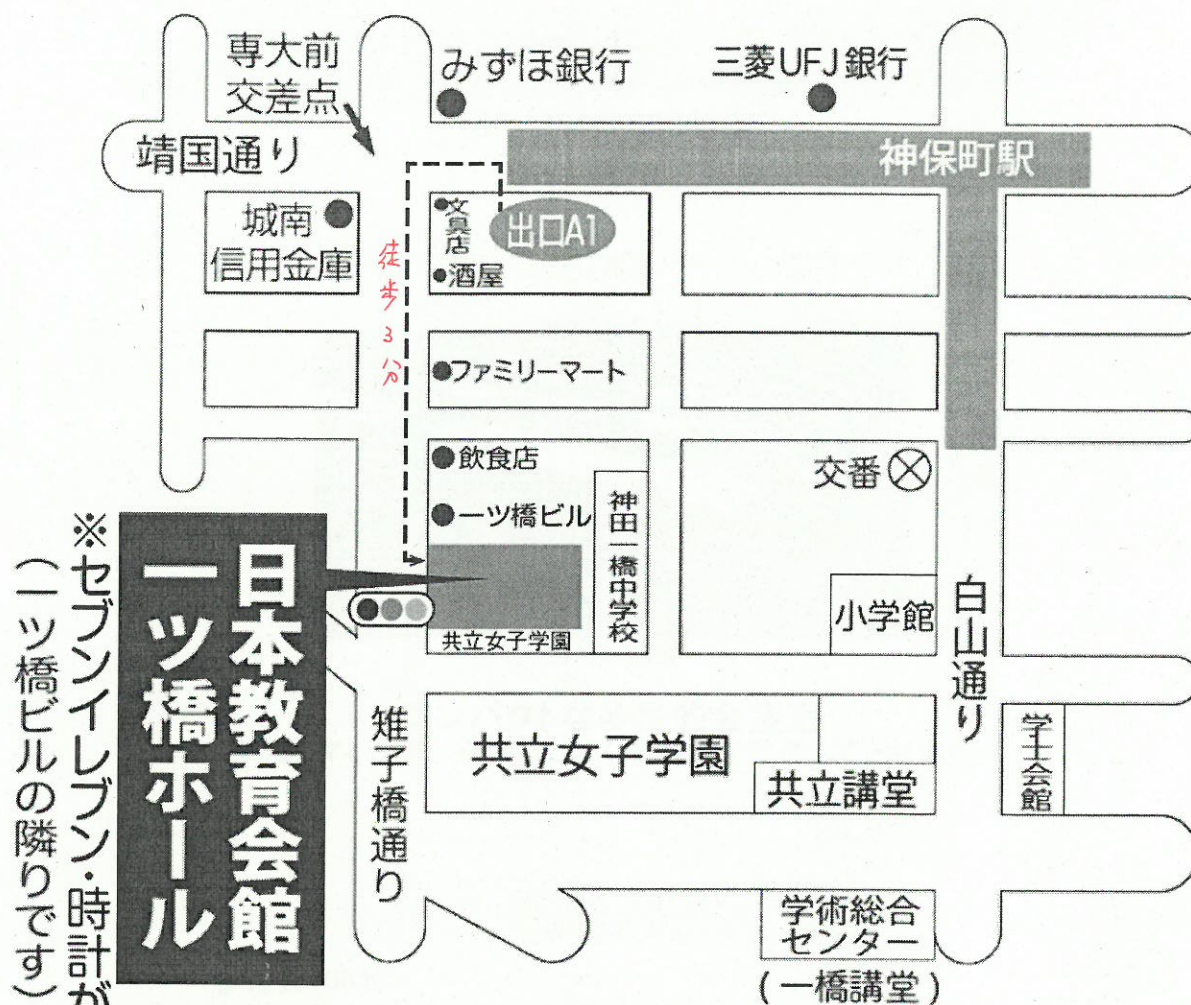 専大前
交差点
みずほ銀行
三菱UFJ銀行
靖国通り
神保町駅
城南
信用金庫
文具店
出口A1
酒屋
徒歩3分
ファミリーマート
飲食店
一ツ橋ビル
神田一橋中学校
交番
小学館
白山通り
共立女子学園
日本教育会館
一ツ橋ホール
※セブンイレブン・時計が
(一ツ橋ビルの隣りです)
雉子橋通り
共立女子学園
共立講堂
学士会館
学術総合
センター
(一橋講堂)